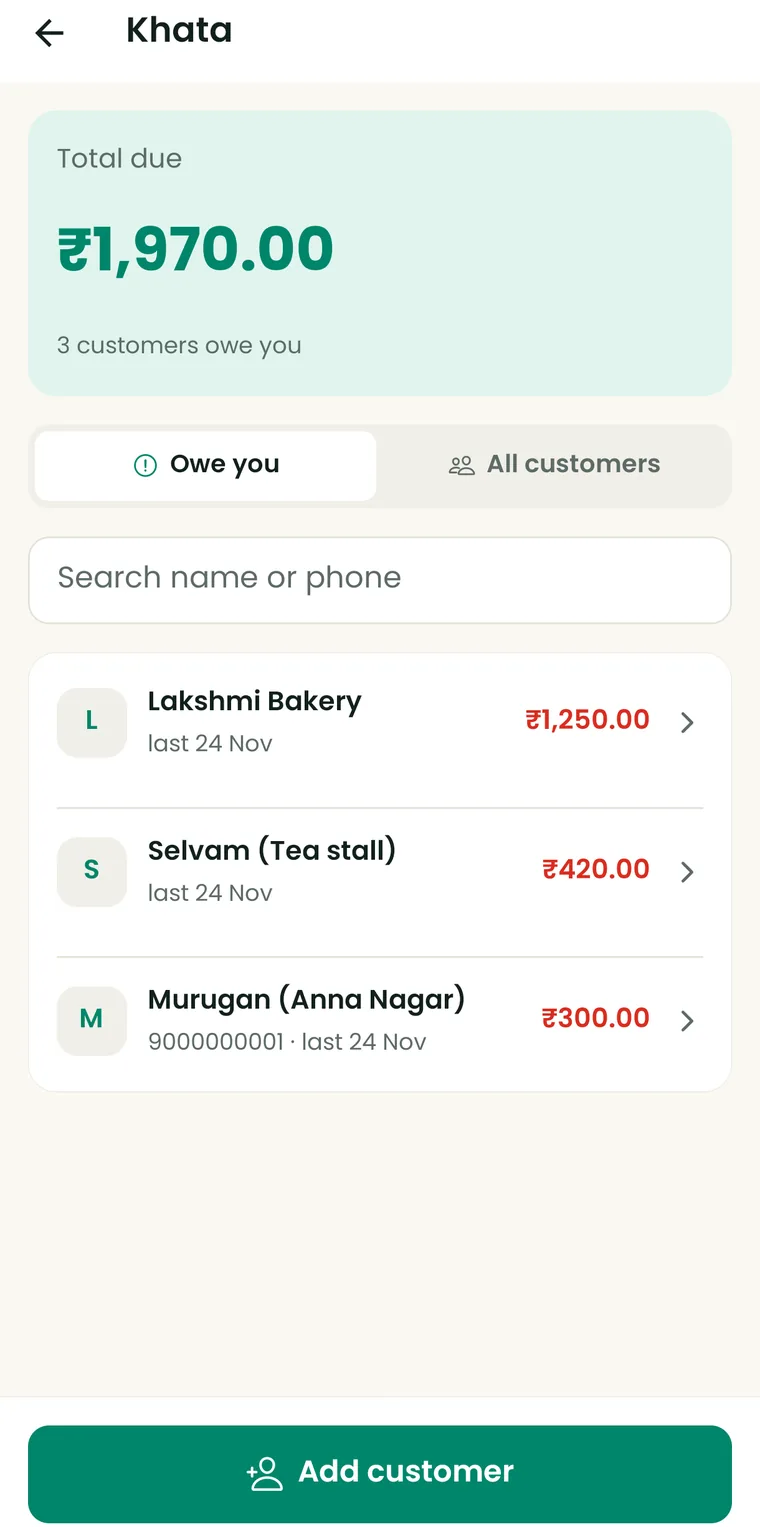 Khata
Total due
₹1,970.00
3 customers owe you
Owe you
All customers
Search name or phone
L
Lakshmi Bakery
last 24 Nov
₹1,250.00
S
Selvam (Tea stall)
last 24 Nov
₹420.00
M
Murugan (Anna Nagar)
9000000001 · last 24 Nov
₹300.00
Add customer